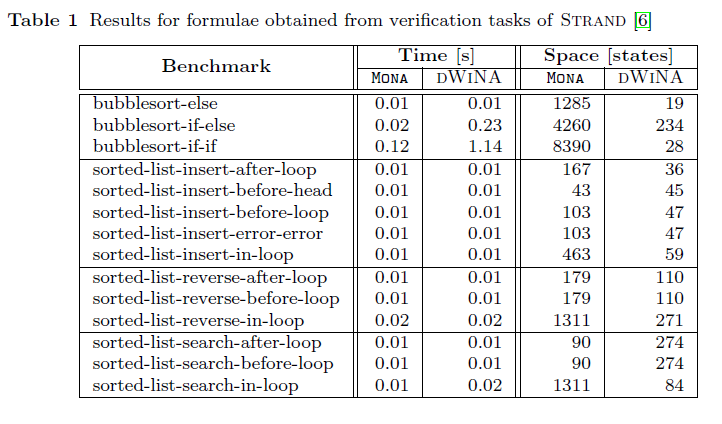 Table 1 Results for formulae obtained from verification tasks of STRAND [6]
Benchmark Time [s] Space [states]
MONA DWINA MONA DWINA
bubblesort-else 0.01 0.01 1285 19
bubblesort-if-else 0.02 0.23 4260 234
bubblesort-if-if 0.12 1.14 8390 28
sorted-list-insert-after-loop 0.01 0.01 167 36
sorted-list-insert-before-head 0.01 0.01 43 45
sorted-list-insert-before-loop 0.01 0.01 103 47
sorted-list-insert-error-error 0.01 0.01 103 47
sorted-list-insert-in-loop 0.01 0.01 463 59
sorted-list-reverse-after-loop 0.01 0.01 179 110
sorted-list-reverse-before-loop 0.01 0.01 179 110
sorted-list-reverse-in-loop 0.02 0.02 1311 271
sorted-list-search-after-loop 0.01 0.01 90 274
sorted-list-search-before-loop 0.01 0.01 90 274
sorted-list-search-in-loop 0.01 0.02 1311 84